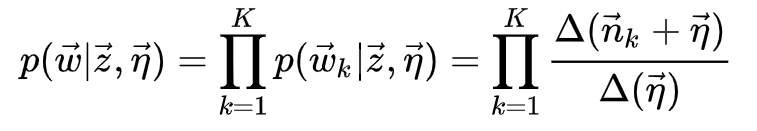 $p(\vec{w}|\vec{z},\vec{\eta}) = \prod_{k=1}^{K} p(\vec{w}_k|\vec{z},\vec{\eta}) = \prod_{k=1}^{K} \frac{\Delta(\vec{n}_k + \vec{\eta})}{\Delta(\vec{\eta})}$